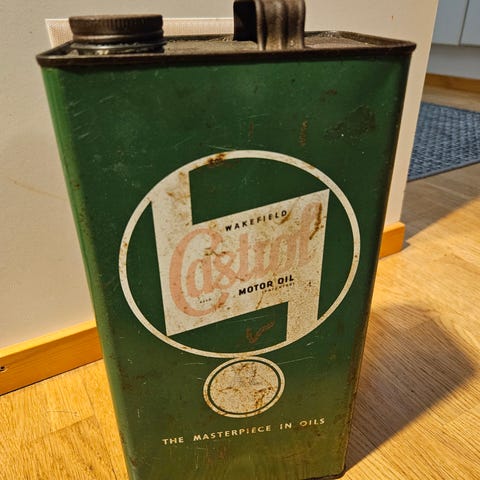 WAKEFIELD
Castrol
MOTOR OIL
THE MASTERPIECE IN OILS